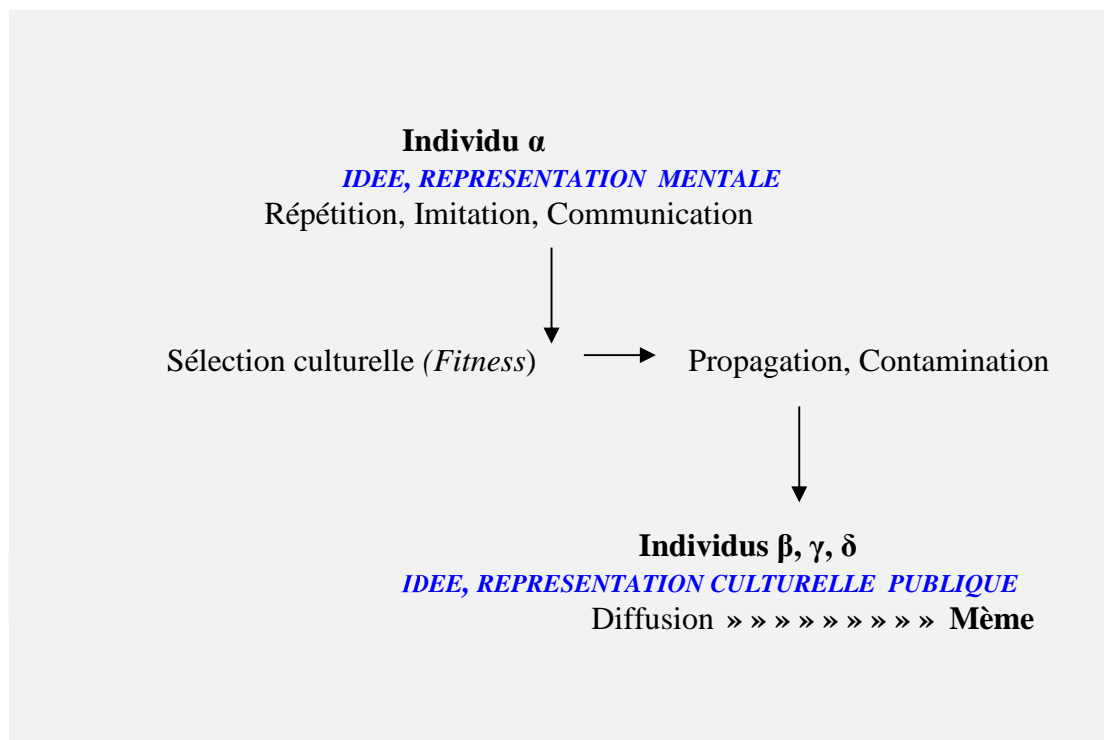 Individu α
IDEE, REPRESENTATION MENTALE
Répétition, Imitation, Communication
Sélection culturelle (Fitness) Propagation, Contamination
Individus β, γ, δ
IDEE, REPRESENTATION CULTURELLE PUBLIQUE
Diffusion » » » » » » » » » Mème